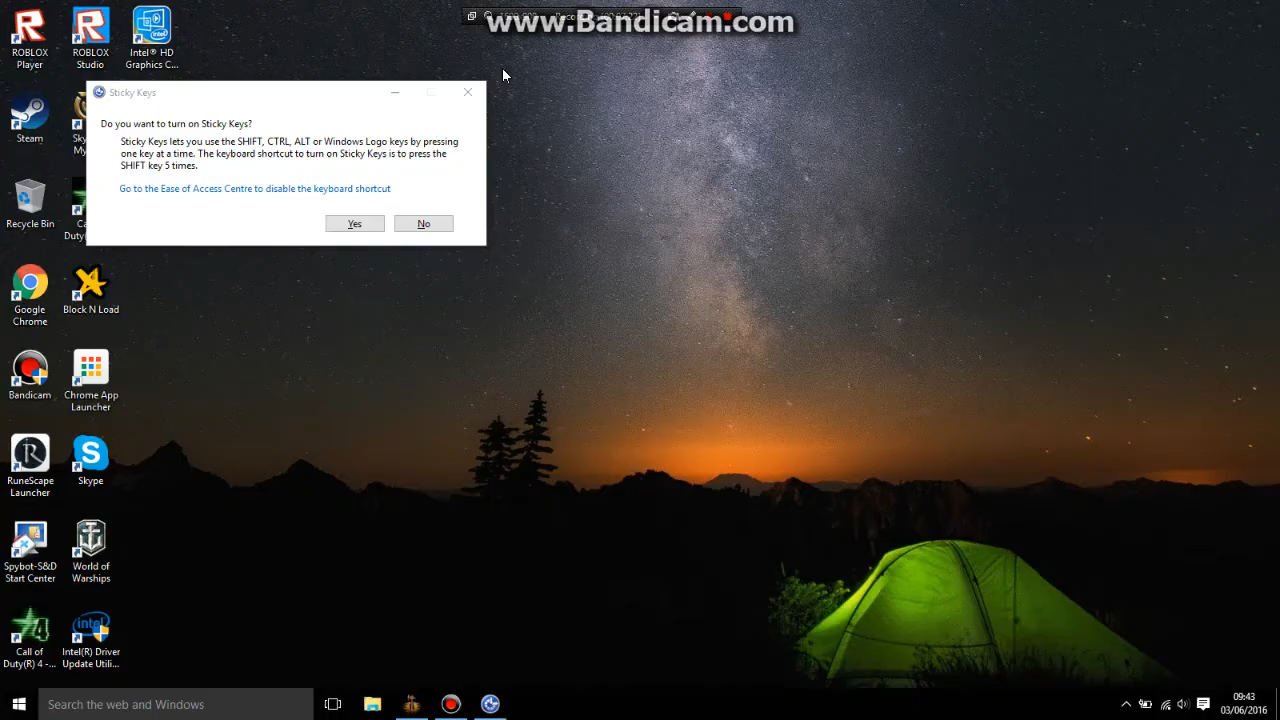 www.Bandicam.com
ROBLOX
Player
ROBLOX
Studio
Intel® HD
Graphics C...
Sticky Keys
Do you want to turn on Sticky Keys?
Sticky Keys lets you use the SHIFT, CTRL, ALT or Windows Logo keys by pressing
one key at a time. The keyboard shortcut to turn on Sticky Keys is to press the
SHIFT key 5 times.
Go to the Ease of Access Centre to disable the keyboard shortcut
Yes
No
Steam
Recycle Bin
Google
Chrome
Block N Load
Bandicam
Chrome App
Launcher
RuneScape
Launcher
Skype
Spybot-S&D
Start Center
World of
Warships
Call of
Duty(R) 4 -...
intel
Intel(R) Driver
Update Utili...
Search the web and Windows
09:43
03/06/2016